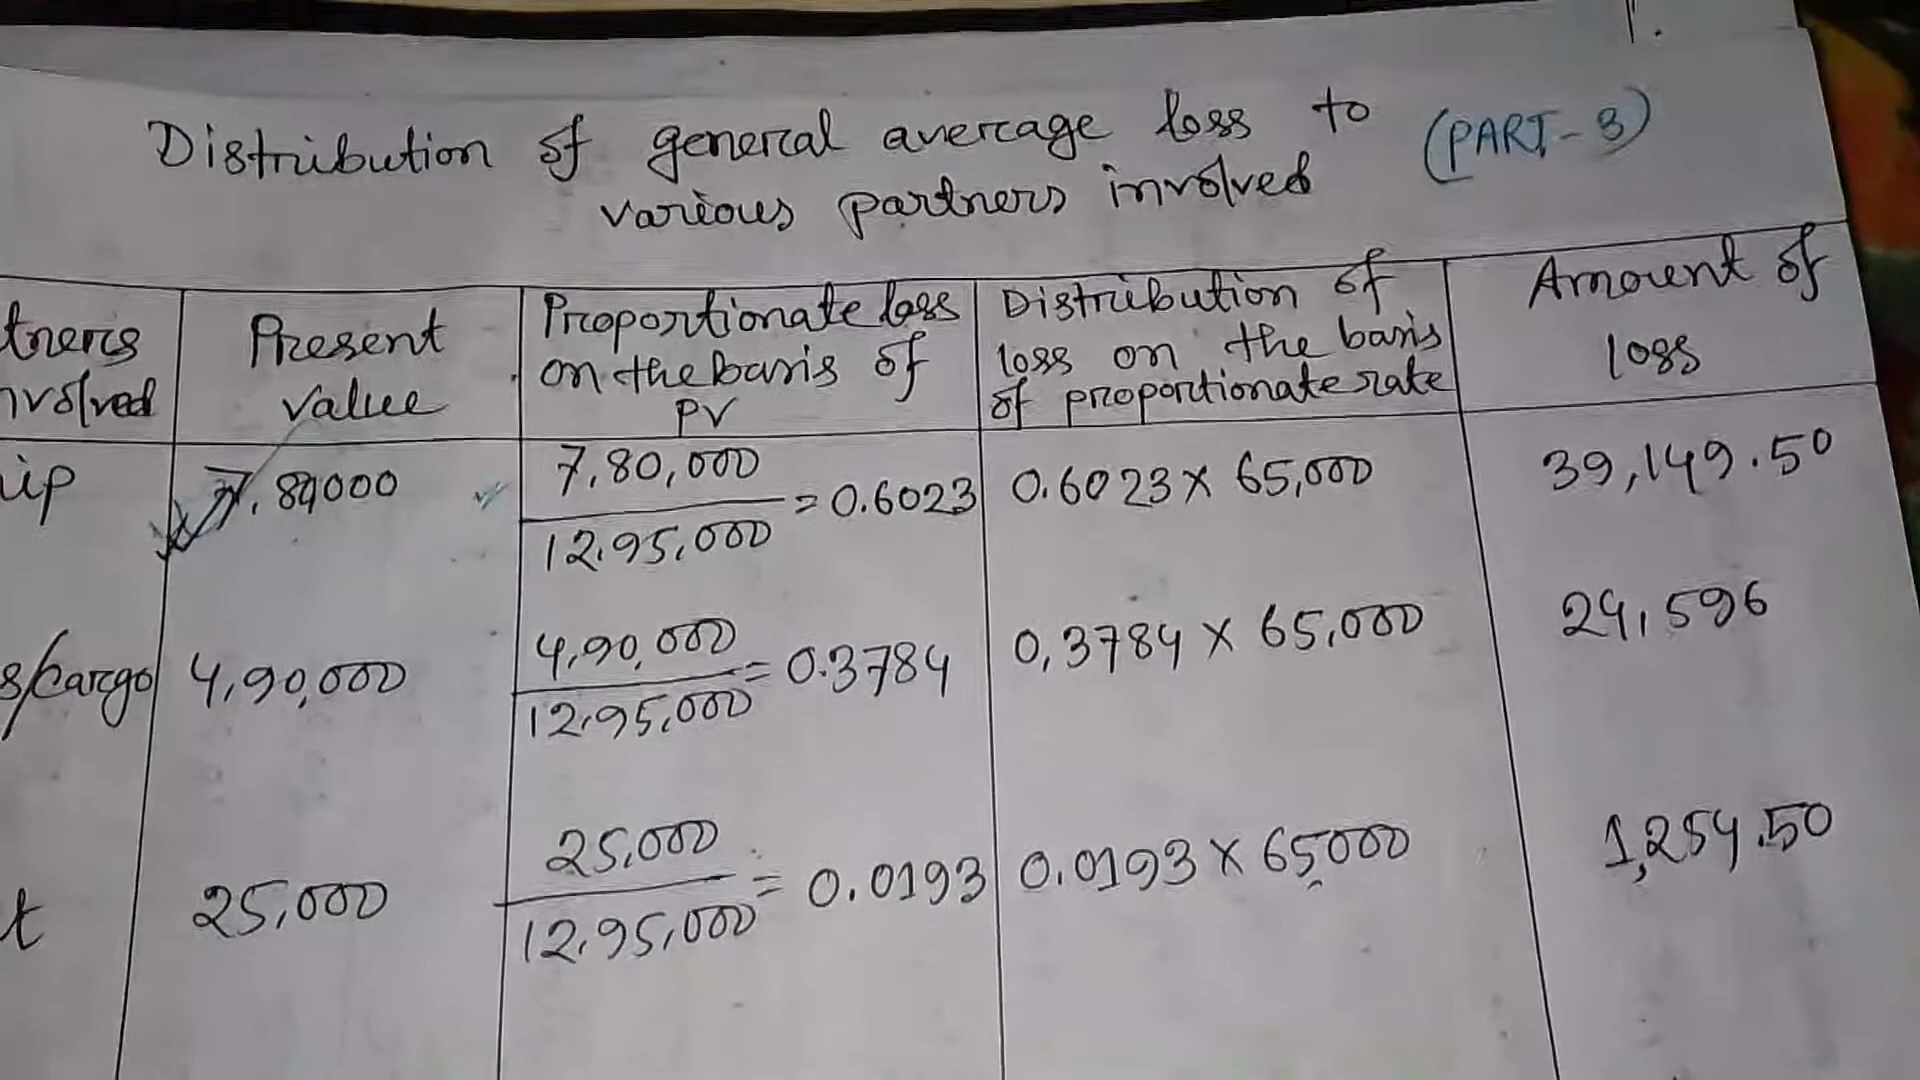 Distribution of general average loss to (PART-3)
various partners involved
tners Present Proportionate loss Distribution of Amount of
nvolved value on the basis of loss on the basis loss
PV of proportionate rate
ip 7,80,000 = 0.6023 0.6023 x 65,000 39,149.50
12,95,000
4,90,000 24,596
s/cargo 4,90,000 = 0.3784 0,3784 x 65,000
12,95,000
25,000 1,254.50
t 25,000 = 0.0193 0.0193 x 65000
12,95,000